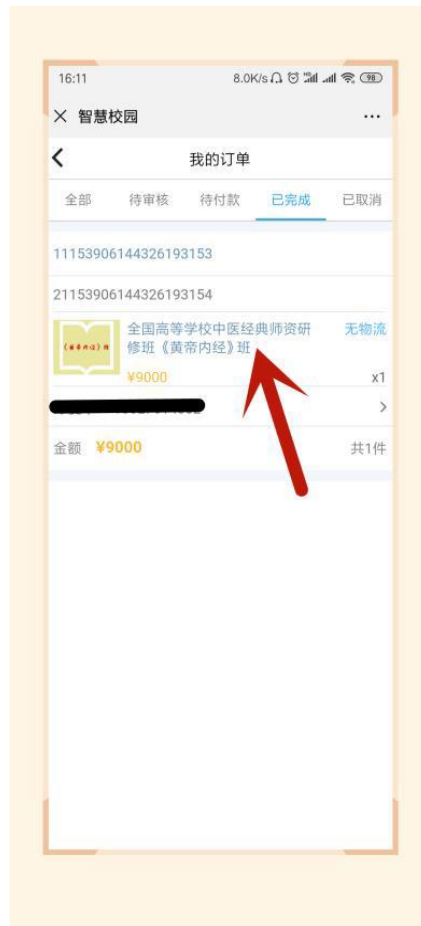 16:11
8.0K/s
98
智慧校园
...
我的订单
全部 待审核 待付款 已完成 已取消
11153906144326193153
21153906144326193154
全国高等学校中医经典师资研 无物流
修班《黄帝内经》班
¥9000 x1
金额 ¥9000 共1件